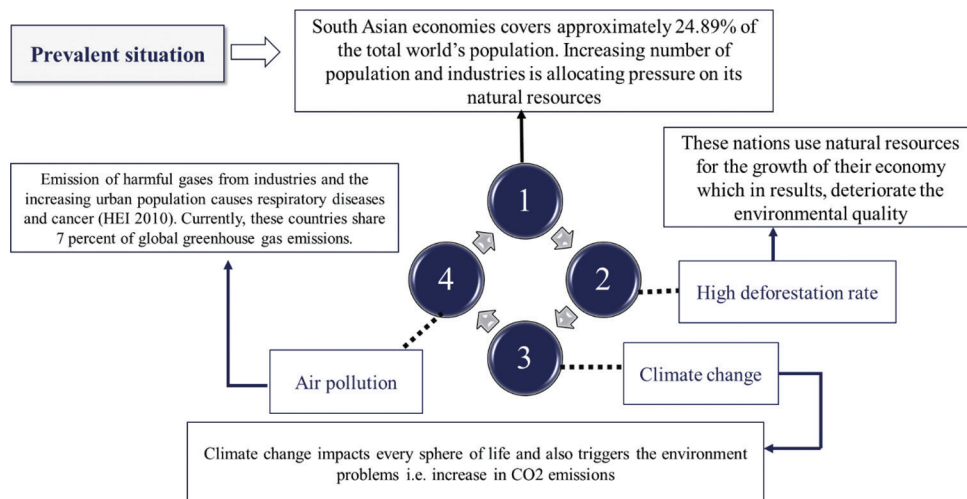 Prevalent situation
South Asian economies covers approximately 24.89% of
the total world's population. Increasing number of
population and industries is allocating pressure on its
natural resources
These nations use natural resources
for the growth of their economy
which in results, deteriorate the
environmental quality
Emission of harmful gases from industries and the
increasing urban population causes respiratory diseases
and cancer (HEI 2010). Currently, these countries share
7 percent of global greenhouse gas emissions.
1
2
3
4
High deforestation rate
Climate change
Air pollution
Climate change impacts every sphere of life and also triggers the environment
problems i.e. increase in CO2 emissions